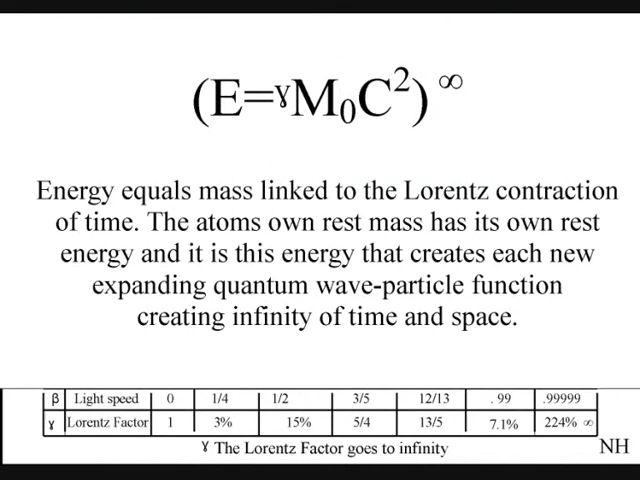 (E=ɣM₀C²)∞
Energy equals mass linked to the Lorentz contraction
of time. The atoms own rest mass has its own rest
energy and it is this energy that creates each new
expanding quantum wave-particle function
creating infinity of time and space.
β Light speed 0 1/4 1/2 3/5 12/13 . 99 .99999
ɣ Lorentz Factor 1 3% 15% 5/4 13/5 7.1% 224% ∞
ɣ The Lorentz Factor goes to infinity
NH